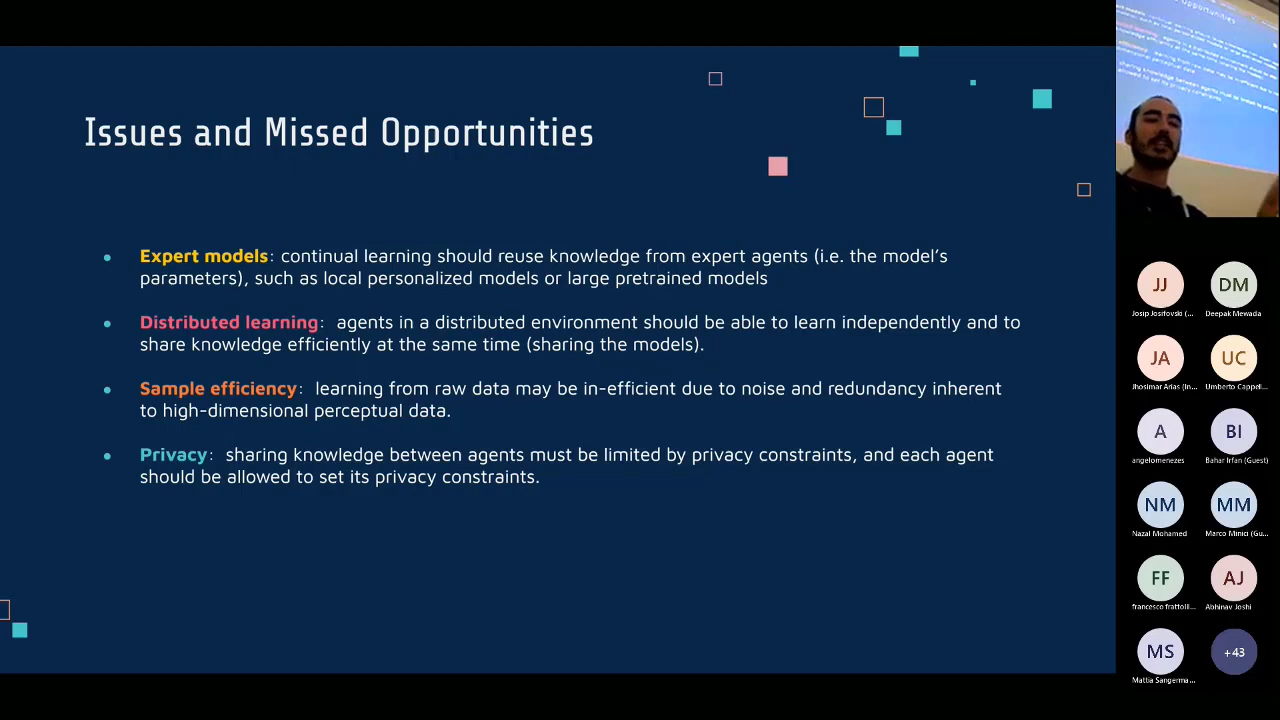 Issues and Missed Opportunities
Expert models: continual learning should reuse knowledge from expert agents (i.e. the model's
parameters), such as local personalized models or large pretrained models
Distributed learning: agents in a distributed environment should be able to learn independently and to
share knowledge efficiently at the same time (sharing the models).
Sample efficiency: learning from raw data may be in-efficient due to noise and redundancy inherent
to high-dimensional perceptual data.
Privacy: sharing knowledge between agents must be limited by privacy constraints, and each agent
should be allowed to set its privacy constraints.
JJ
DM
Josip Josifovski (...
Deepak Mewada
JA
UC
Jhosimar Arias (In...
Umberto Cappell...
A
BI
angelomenezes
Bahar Irfan (Guest)
NM
MM
Nazal Mohamed
Marco Minici (Gu...
FF
AJ
francesco frattolli...
Abhinav Joshi
MS
+43
Mattia Sangerma...